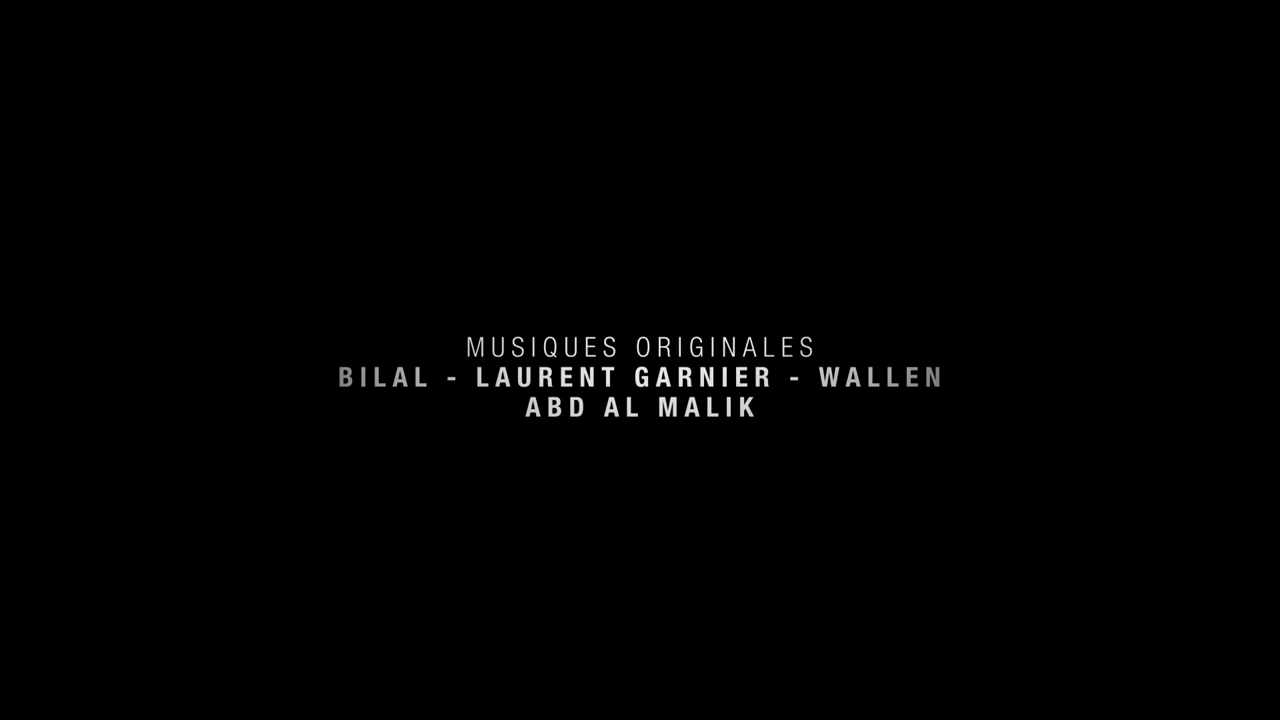 MUSIQUES ORIGINALES
BILAL - LAURENT GARNIER - WALLEN
ABD AL MALIK